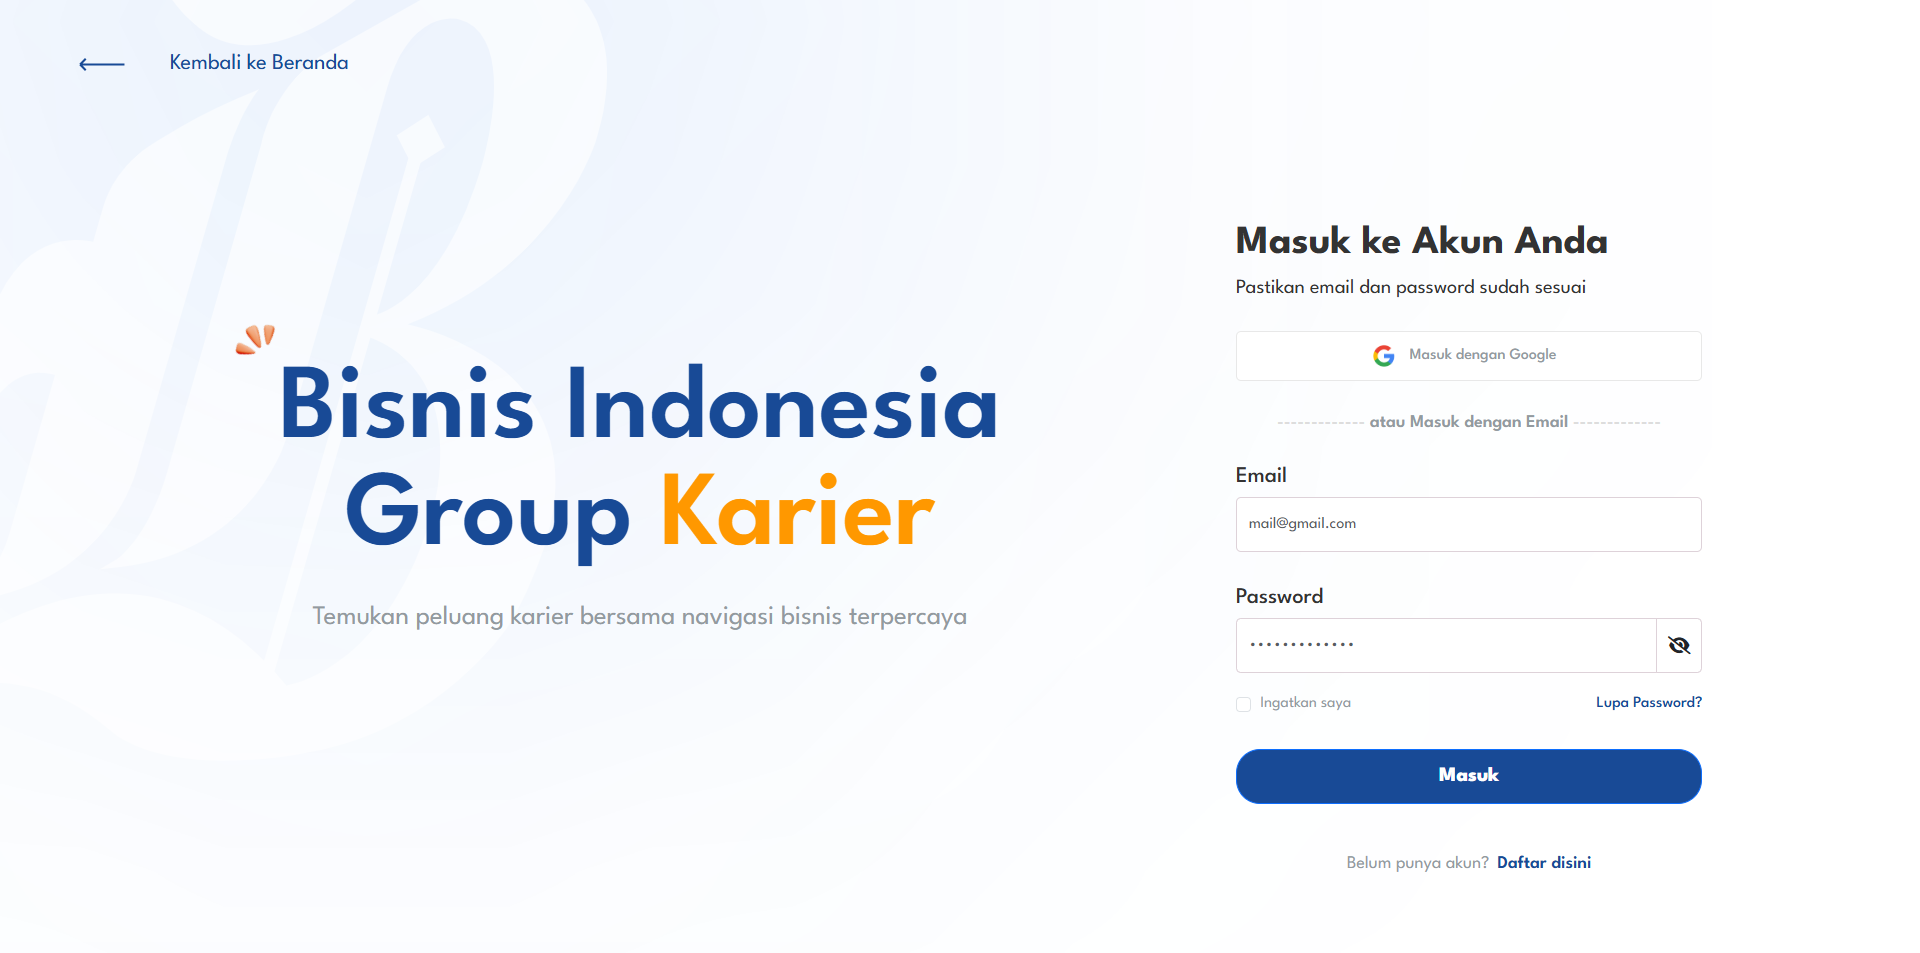 Kembali ke Beranda
Bisnis Indonesia
Group Karier
Temukan peluang karier bersama navigasi bisnis terpercaya
Masuk ke Akun Anda
Pastikan email dan password sudah sesuai
Masuk dengan Google
------------- atau Masuk dengan Email -------------
Email
mail@gmail.com
Password
•••••••••••••
Ingatkan saya
Lupa Password?
Masuk
Belum punya akun? Daftar disini